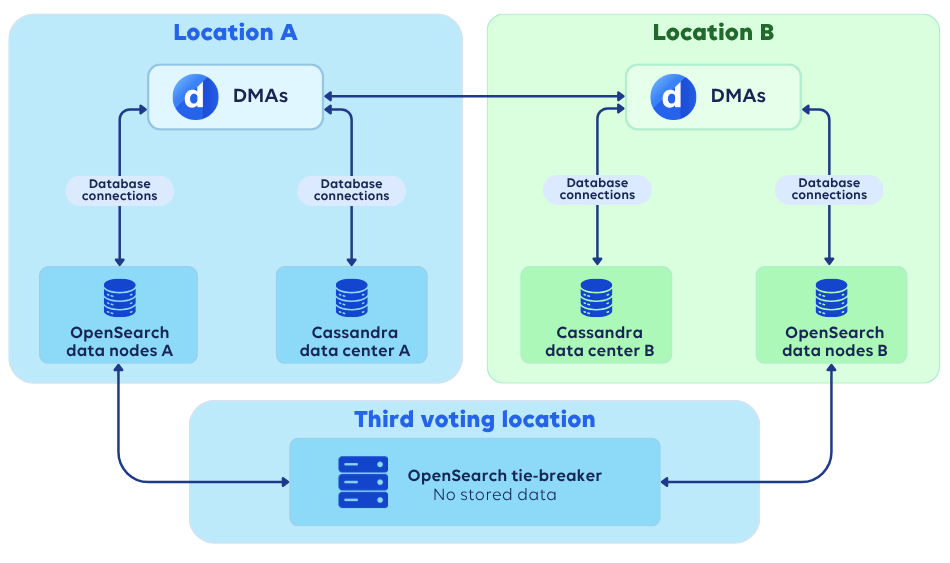 Location A
Location B
d
DMAs
d
DMAs
Database
connections
Database
connections
Database
connections
Database
connections
OpenSearch
data nodes A
Cassandra
data center A
Cassandra
data center B
OpenSearch
data nodes B
Third voting location
OpenSearch tie-breaker
No stored data